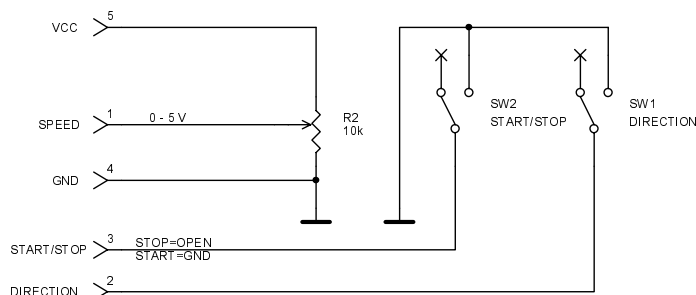 VCC 5
SPEED 1 0 - 5 V
R2
10k
GND 4
SW2
START/STOP
SW1
DIRECTION
START/STOP 3 STOP=OPEN
START=GND
DIRECTION 2